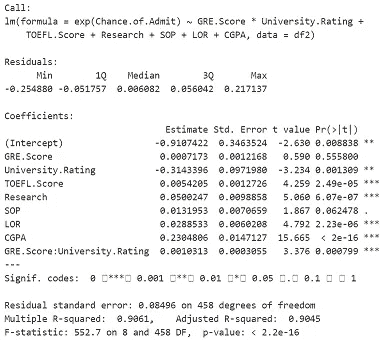 Call:
lm(formula = exp(Chance.of.Admit) ~ GRE.Score * University.Rating +
TOEFL.Score + Research + SOP + LOR + CGPA, data = df2)
Residuals:
Min 1Q Median 3Q Max
-0.254880 -0.051757 0.006082 0.056042 0.217137
Coefficients:
Estimate Std. Error t value Pr(>|t|)
(Intercept) -0.9107422 0.3463524 -2.630 0.008838 **
GRE.Score 0.0007173 0.0012168 0.590 0.555800
University.Rating -0.3143396 0.0971980 -3.234 0.001309 **
TOEFL.Score 0.0054205 0.0012726 4.259 2.49e-05 ***
Research 0.0500247 0.0098858 5.060 6.07e-07 ***
SOP 0.0131953 0.0070659 1.867 0.062478 .
LOR 0.0288533 0.0060208 4.792 2.23e-06 ***
CGPA 0.2304806 0.0147127 15.665 < 2e-16 ***
GRE.Score:University.Rating 0.0010313 0.0003055 3.376 0.000799 ***
---
Signif. codes: 0 □***□ 0.001 □**□ 0.01 □*□ 0.05 □.□ 0.1 □ □ 1
Residual standard error: 0.08496 on 458 degrees of freedom
Multiple R-squared: 0.9061, Adjusted R-squared: 0.9045
F-statistic: 552.7 on 8 and 458 DF, p-value: < 2.2e-16